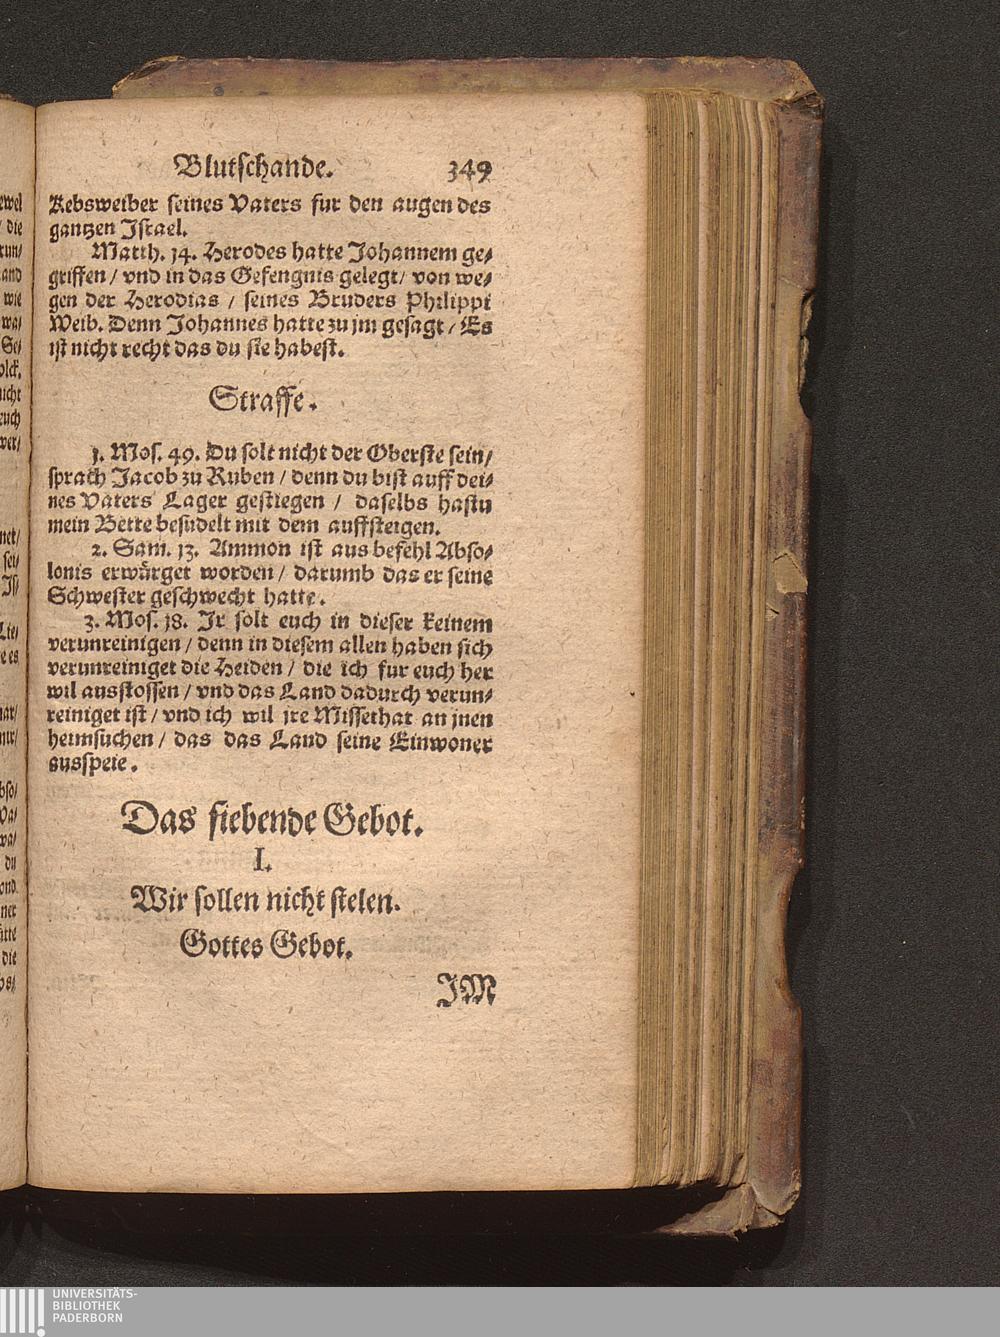 Blutschande. 349
Kebsweiber seines Vaters fur den augen des
gantzen Israel.
Matth. 14. Herodes hatte Johannem ge⸗
griffen / vnd in das Gefengnis gelegt / von we⸗
gen der Herodias / seines Bruders Philippi
Weib. Denn Johannes hatte zu jm gesagt / Es
ist nicht recht das du sie habest.
Straffe.
1. Mos. 49. Du solt nicht der Oberste sein /
sprach Jacob zu Ruben / denn du bist auff dei⸗
nes Vaters Lager gestiegen / daselbs hastu
mein Bette besudelt mit dem auffsteigen.
2. Sam. 13. Ammon ist aus befehl Abso⸗
lonis erwürget worden / darumb das er seine
Schwester geschwecht hatte.
3. Mos. 18. Ir solt euch in dieser keinem
verunreinigen / denn in diesem allen haben sich
verunreiniget die Heiden / die ich fur euch her
wil ausstossen / vnd das Land dadurch verun⸗
reiniget ist / vnd ich wil jre Missethat an jnen
heimsuchen / das das Land seine Einwoner
ausspeie.
Das siebende Gebot.
I.
Wir sollen nicht stelen.
Gottes Gebot.
IM
UNIVERSITÄTS-
BIBLIOTHEK
PADERBORN